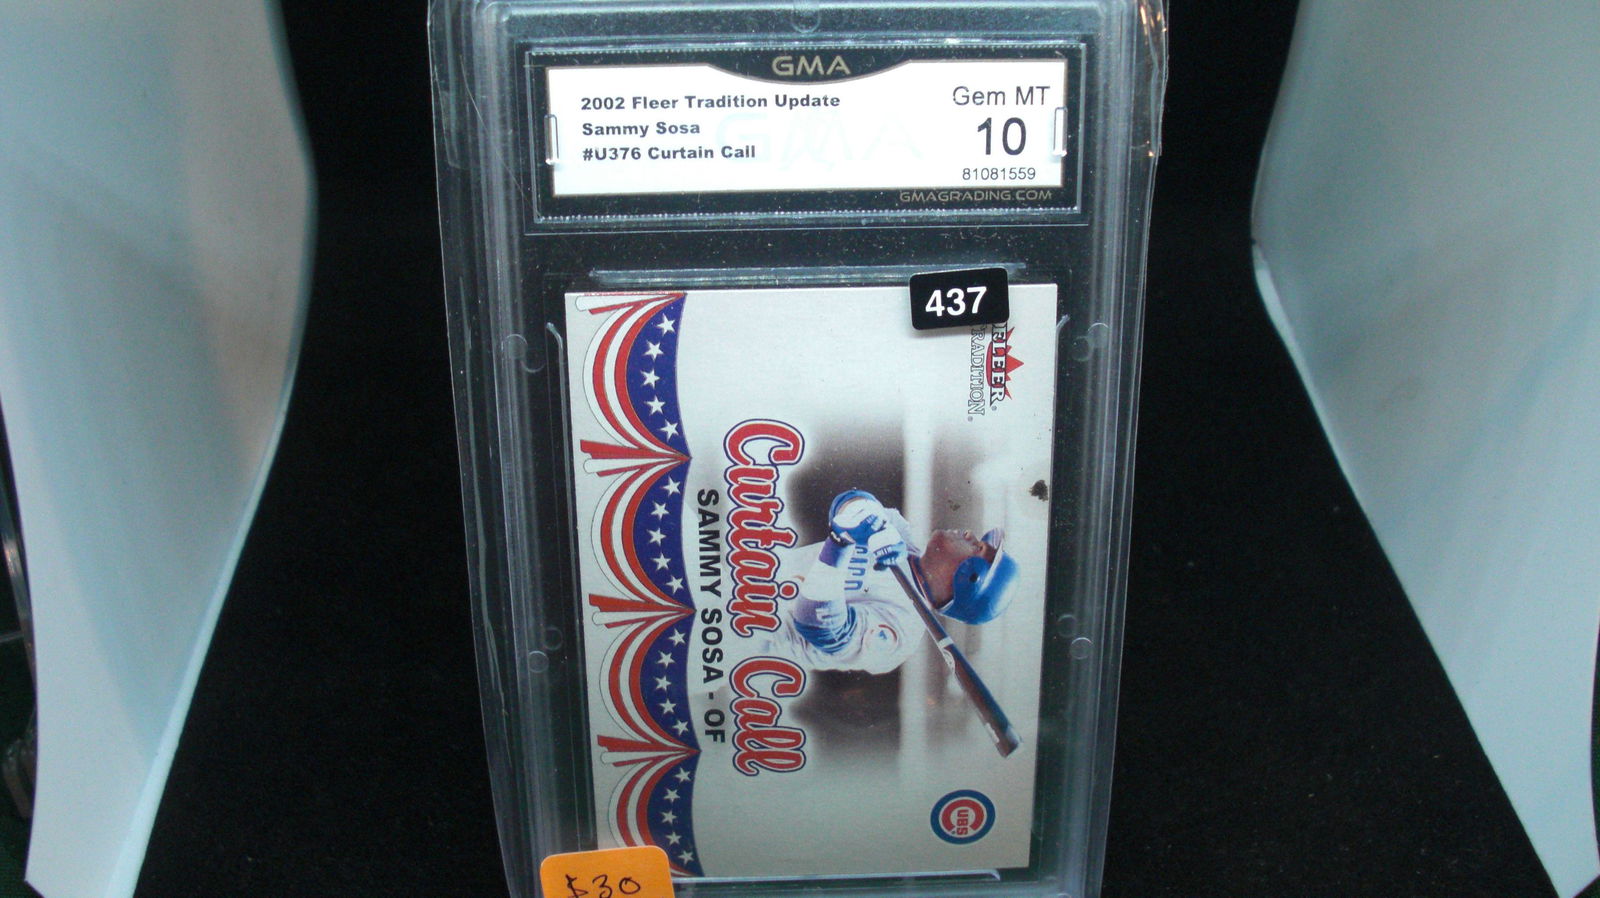 GMA
2002 Fleer Tradition Update
Sammy Sosa
#U376 Curtain Call
Gem MT
10
81081559
GMAGRADING.COM
437
FLEER
TRADITION
Curtain Call
SAMMY SOSA - OF
CUBS
$30